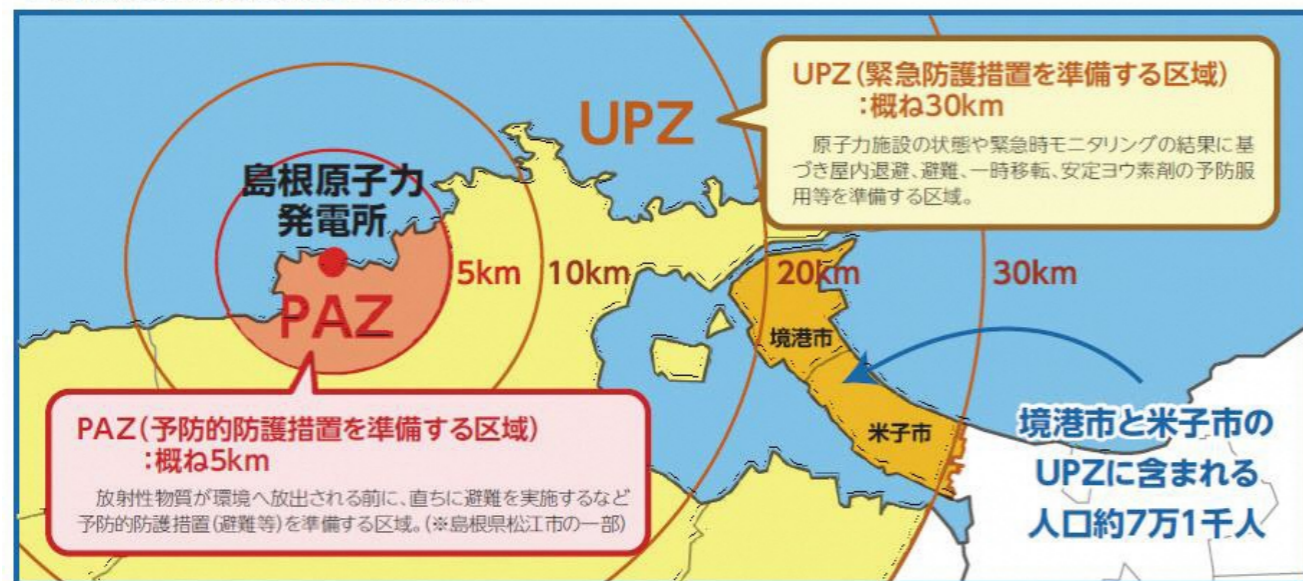 UPZ(緊急防護措置を準備する区域)
:概ね30km
原子力施設の状態や緊急時モニタリングの結果に基
づき屋内退避、避難、一時移転、安定ヨウ素剤の予防服
用等を準備する区域。
UPZ
島根原子力
発電所
PAZ
5km
10km
20km
30km
境港市
米子市
PAZ(予防的防護措置を準備する区域)
:概ね5km
放射性物質が環境へ放出される前に、直ちに避難を実施するなど
予防的防護措置(避難等)を準備する区域。(※島根県松江市の一部)
境港市と米子市の
UPZに含まれる
人口約7万1千人